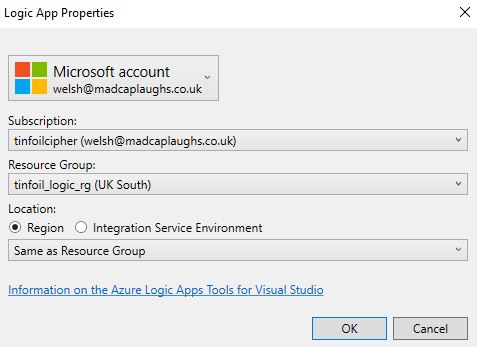 Logic App Properties
Microsoft account
welsh@madcaplaughs.co.uk
Subscription:
tinfoilcipher (welsh@madcaplaughs.co.uk)
Resource Group:
tinfoil_logic_rg (UK South)
Location:
Region Integration Service Environment
Same as Resource Group
Information on the Azure Logic Apps Tools for Visual Studio
OK Cancel